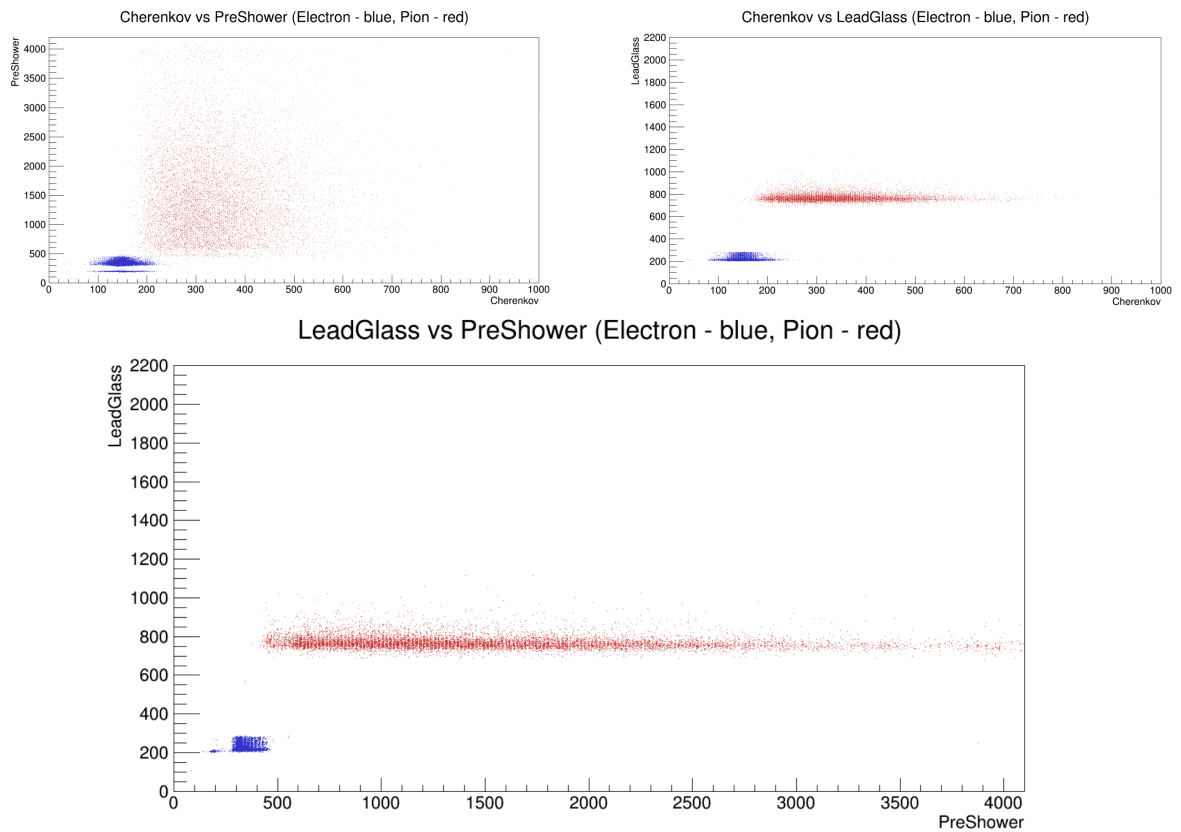 Cherenkov vs PreShower (Electron - blue, Pion - red)
PreShower
4000
3500
3000
2500
2000
1500
1000
500
0
0 100 200 300 400 500 600 700 800 900 1000
Cherenkov
Cherenkov vs LeadGlass (Electron - blue, Pion - red)
LeadGlass
2200
2000
1800
1600
1400
1200
1000
800
600
400
200
0
0 100 200 300 400 500 600 700 800 900 1000
Cherenkov
LeadGlass vs PreShower (Electron - blue, Pion - red)
LeadGlass
2200
2000
1800
1600
1400
1200
1000
800
600
400
200
0
0 500 1000 1500 2000 2500 3000 3500 4000
PreShower